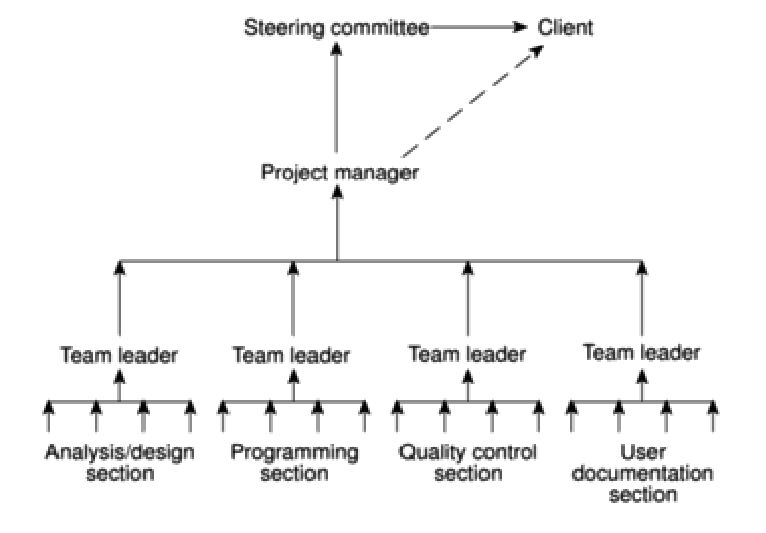 Steering committee
Client
Project manager
Team leader
Team leader
Team leader
Team leader
Analysis/design
section
Programming
section
Quality control
section
User
documentation
section